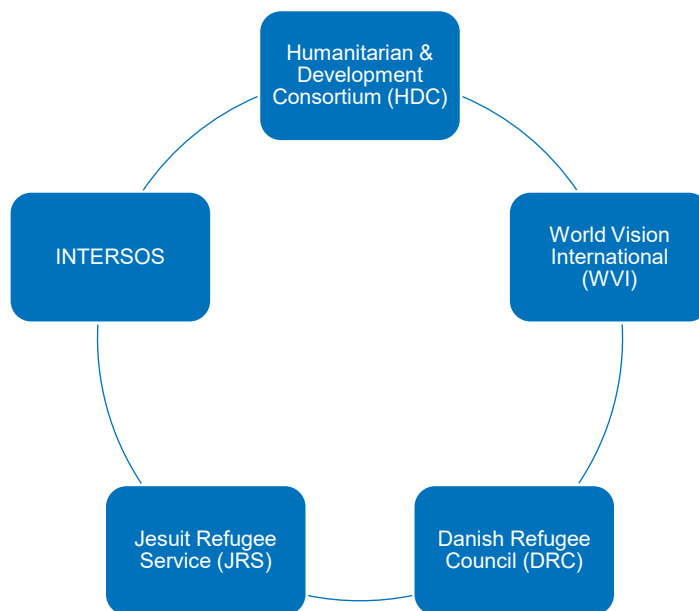 Humanitarian &
Development
Consortium (HDC)
World Vision
International
(WVI)
Danish Refugee
Council (DRC)
Jesuit Refugee
Service (JRS)
INTERSOS